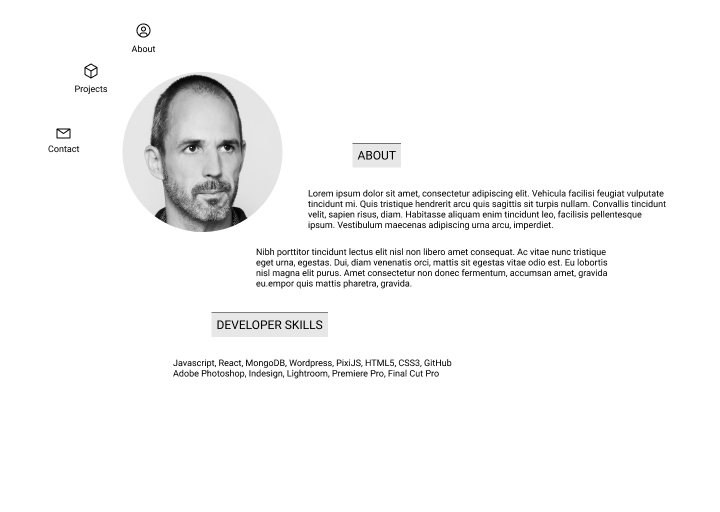 About
Projects
Contact
ABOUT
Lorem ipsum dolor sit amet, consectetur adipiscing elit. Vehicula facilisi feugiat vulputate
tincidunt mi. Quis tristique hendrerit arcu quis sagittis sit turpis nullam. Convallis tincidunt
velit, sapien risus, diam. Habitasse aliquam enim tincidunt leo, facilisis pellentesque
ipsum. Vestibulum maecenas adipiscing urna arcu, imperdiet.
Nibh porttitor tincidunt lectus elit nisl non libero amet consequat. Ac vitae nunc tristique
eget urna, egestas. Dui, diam venenatis orci, mattis sit egestas vitae odio est. Eu lobortis
nisl magna elit purus. Amet consectetur non donec fermentum, accumsan amet, gravida
eu.empor quis mattis pharetra, gravida.
DEVELOPER SKILLS
Javascript, React, MongoDB, Wordpress, PixiJS, HTML5, CSS3, GitHub
Adobe Photoshop, Indesign, Lightroom, Premiere Pro, Final Cut Pro